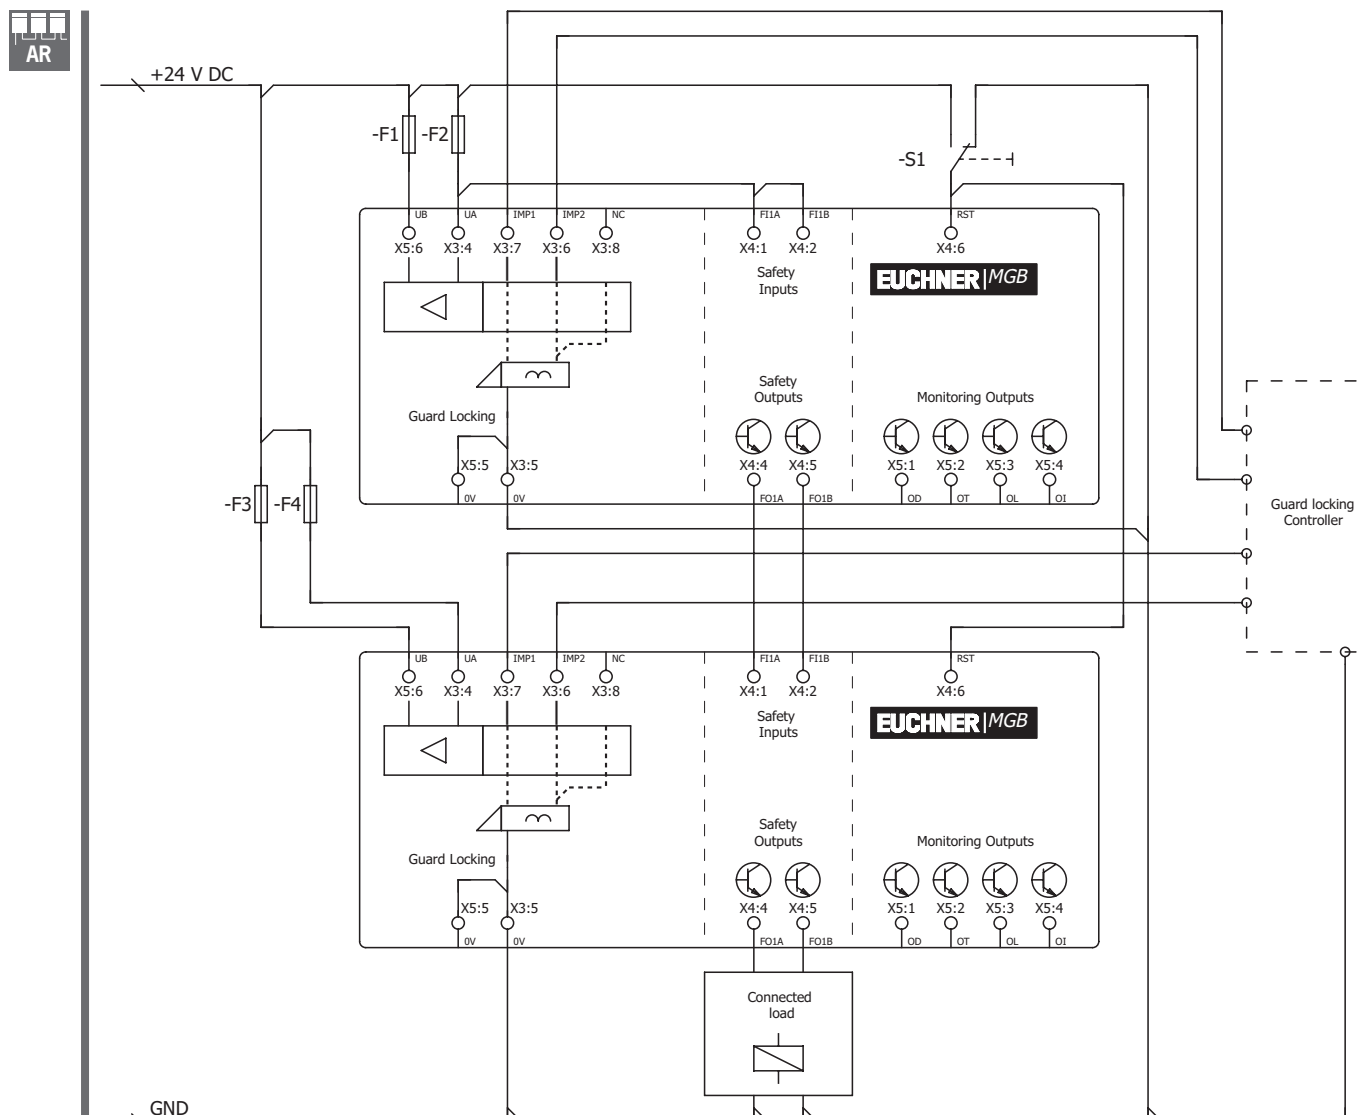 AR
+24 V DC
-F1
-F2
-S1
UB
UA
IMP1
IMP2
NC
FI1A
FI1B
RST
X5:6
X3:4
X3:7
X3:6
X3:8
X4:1
X4:2
X4:6
Safety
Inputs
EUCHNER MGB
Safety
Outputs
Monitoring Outputs
Guard Locking
X5:5
X3:5
X4:4
X4:5
X5:1
X5:2
X5:3
X5:4
0V
0V
FO1A
FO1B
OD
OT
OL
OI
-F3
-F4
Guard locking
Controller
UB
UA
IMP1
IMP2
NC
FI1A
FI1B
RST
X5:6
X3:4
X3:7
X3:6
X3:8
X4:1
X4:2
X4:6
Safety
Inputs
EUCHNER MGB
Safety
Outputs
Monitoring Outputs
Guard Locking
X5:5
X3:5
X4:4
X4:5
X5:1
X5:2
X5:3
X5:4
0V
0V
FO1A
FO1B
OD
OT
OL
OI
Connected
load
GND